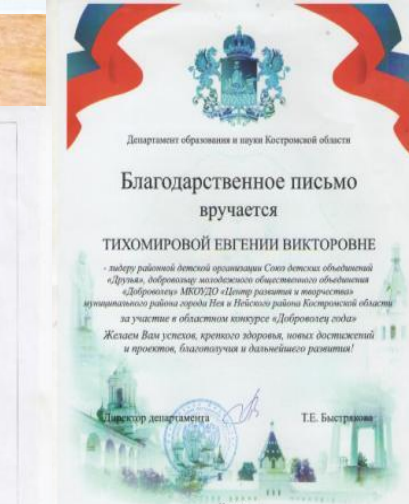 Департамент образования и науки Костромской области
Благодарственное письмо
вручается
ТИХОМИРОВОЙ ЕВГЕНИИ ВИКТОРОВНЕ
- лидеру районной детской организации Союз детских объединений
«Друзья», добровольцу молодежного общественного объединения
«Доброволец» МКОУДО «Центр развития и творчества»
муниципального района города Нея и Нейского района Костромской области
за участие в областном конкурсе «Доброволец года»
Желаем Вам успехов, крепкого здоровья, новых достижений
и проектов, благополучия и дальнейшего развития!
Директор департамента Т.Е. Быстрякова